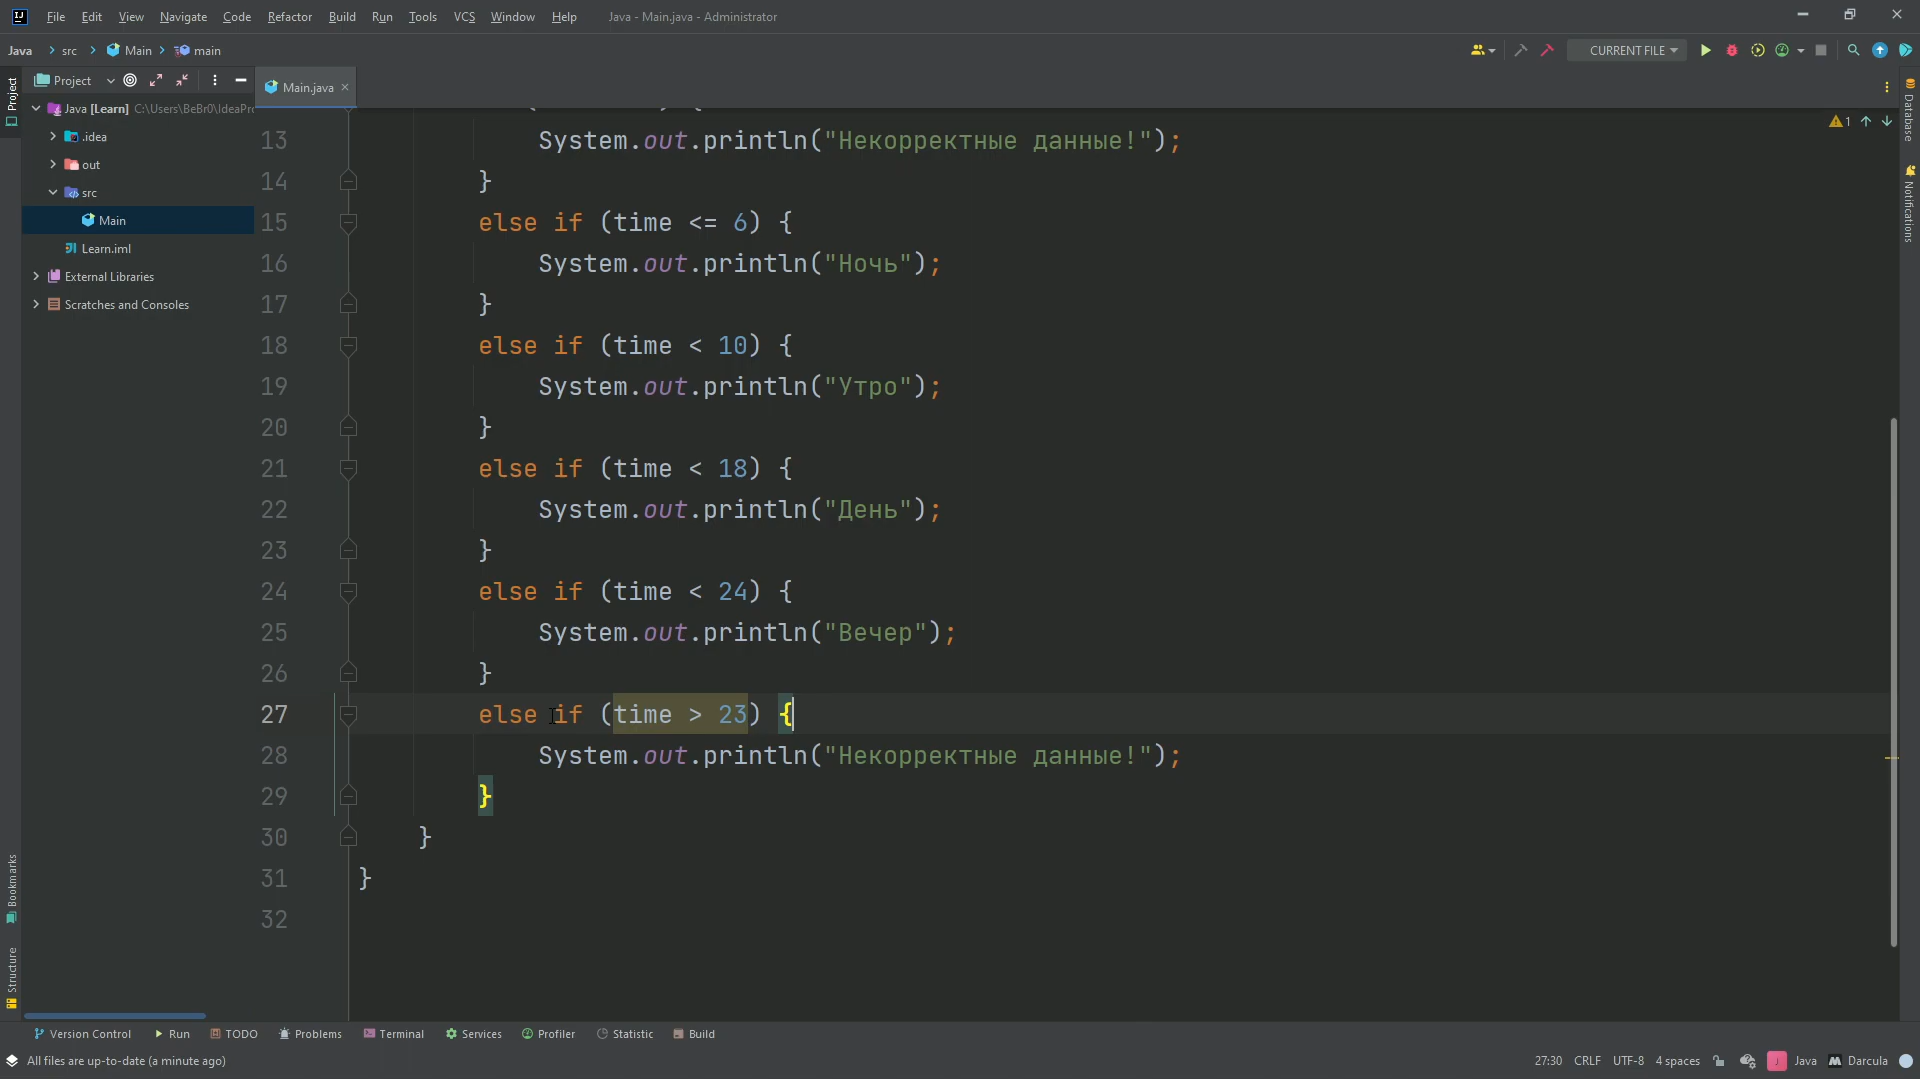 File Edit View Navigate Code Refactor Build Run Tools VCS Window Help Java - Main.java - Administrator
Java src Main main CURRENT FILE
Project Main.java
Java [Learn] C:\Users\BeBr0\IdeaPr
.idea
out
src
Main
Learn.iml
External Libraries
Scratches and Consoles
Project
Bookmarks
Structure
13 System.out.println("Некорректные данные!");
14 }
15 else if (time <= 6) {
16 System.out.println("Ночь");
17 }
18 else if (time < 10) {
19 System.out.println("Утро");
20 }
21 else if (time < 18) {
22 System.out.println("День");
23 }
24 else if (time < 24) {
25 System.out.println("Вечер");
26 }
27 else if (time > 23) {
28 System.out.println("Некорректные данные!");
29 }
30 }
31 }
32
1
Database
Notifications
Version Control Run TODO Problems Terminal Services Profiler Statistic Build
All files are up-to-date (a minute ago) 27:30 CRLF UTF-8 4 spaces Java Darcula